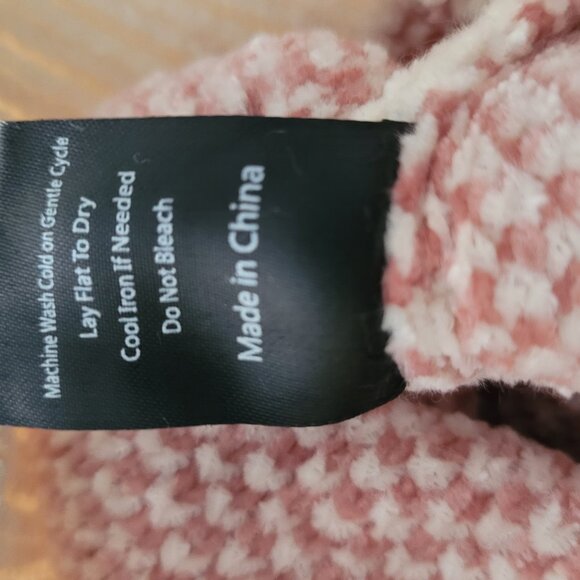 Machine Wash Cold on Gentle Cycle
Lay Flat To Dry
Cool Iron If Needed
Do Not Bleach
Made in China